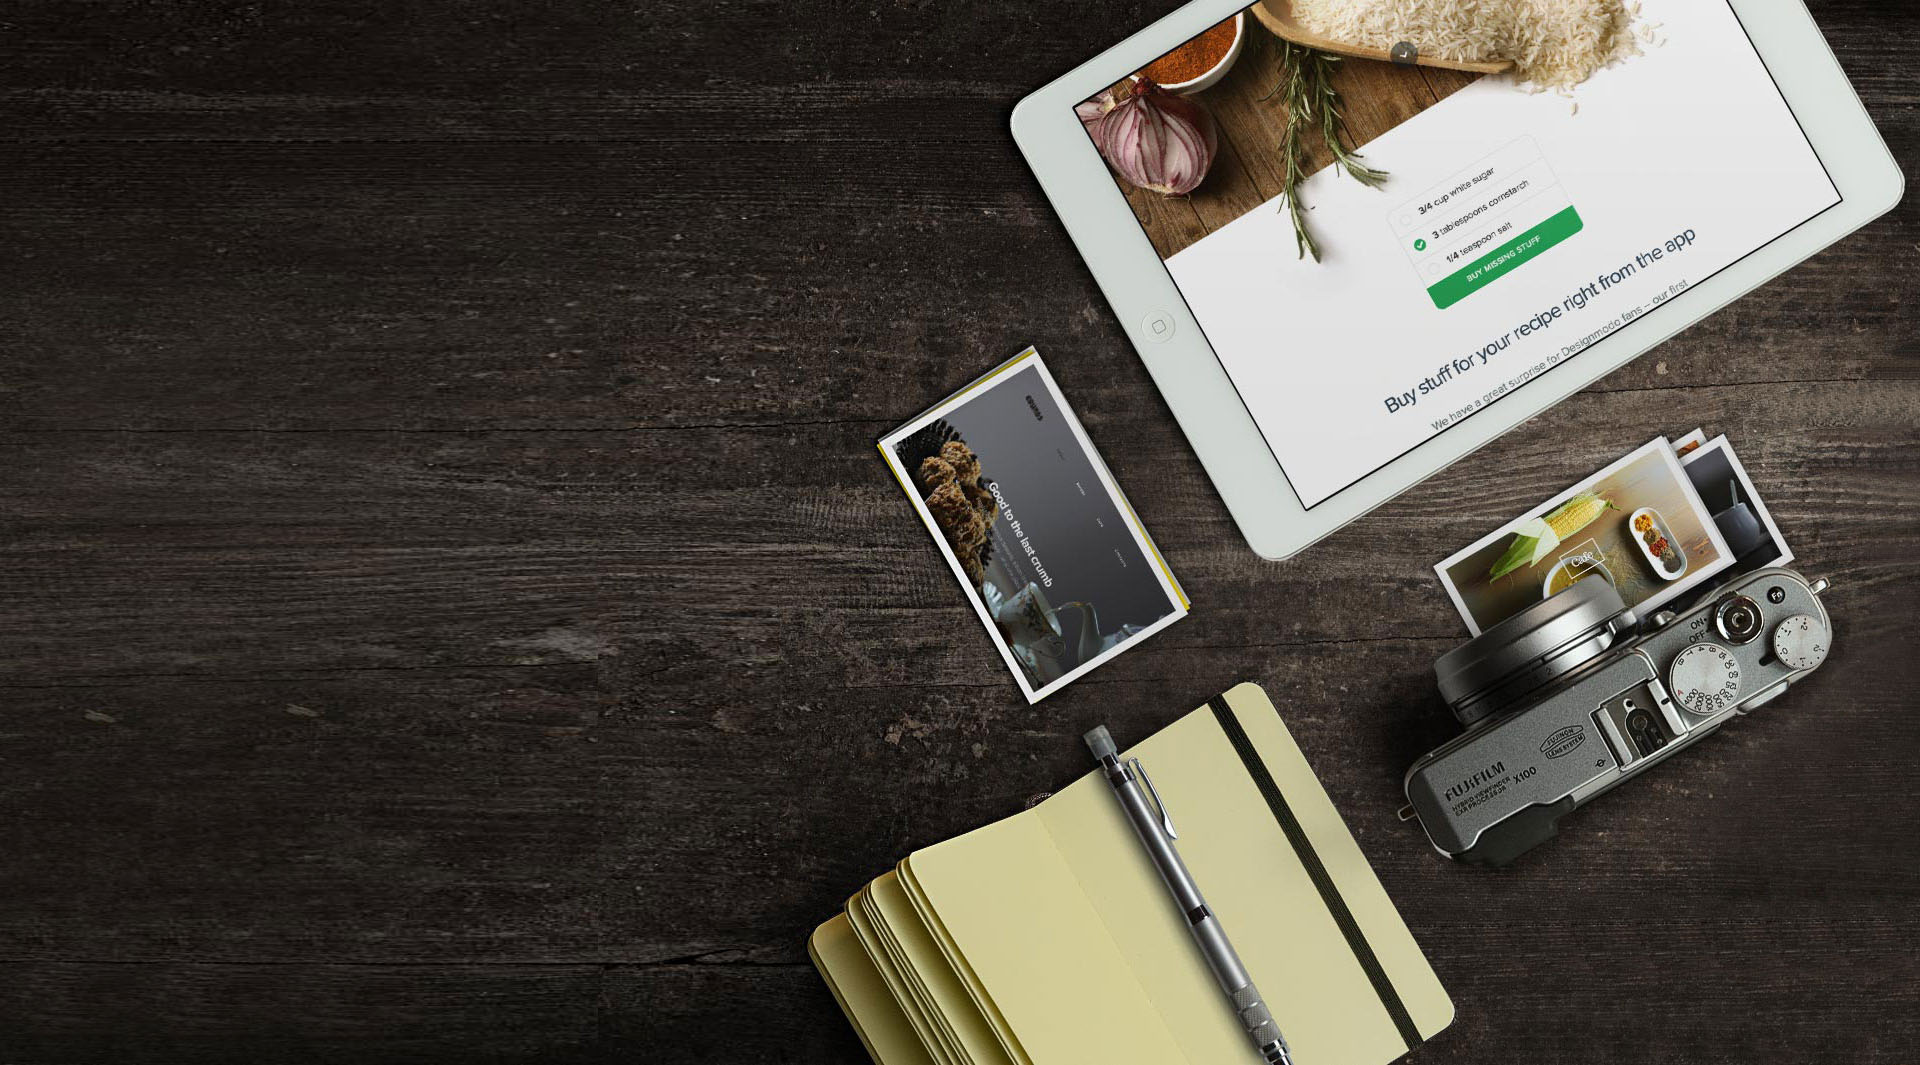 3/4 cup white sugar
3 tablespoons cornstarch
1/4 teaspoon salt
BUY MISSING STUFF
Buy stuff for your recipe right from the app
We have a great surprise for Designmodo fans – our first
Good to the last crumb
Cafe
ON
OFF
Fn
FUJINON
LENS SYSTEM
FUJIFILM
HYBRID VIEWFINDER
EXR PROCESSOR
X100